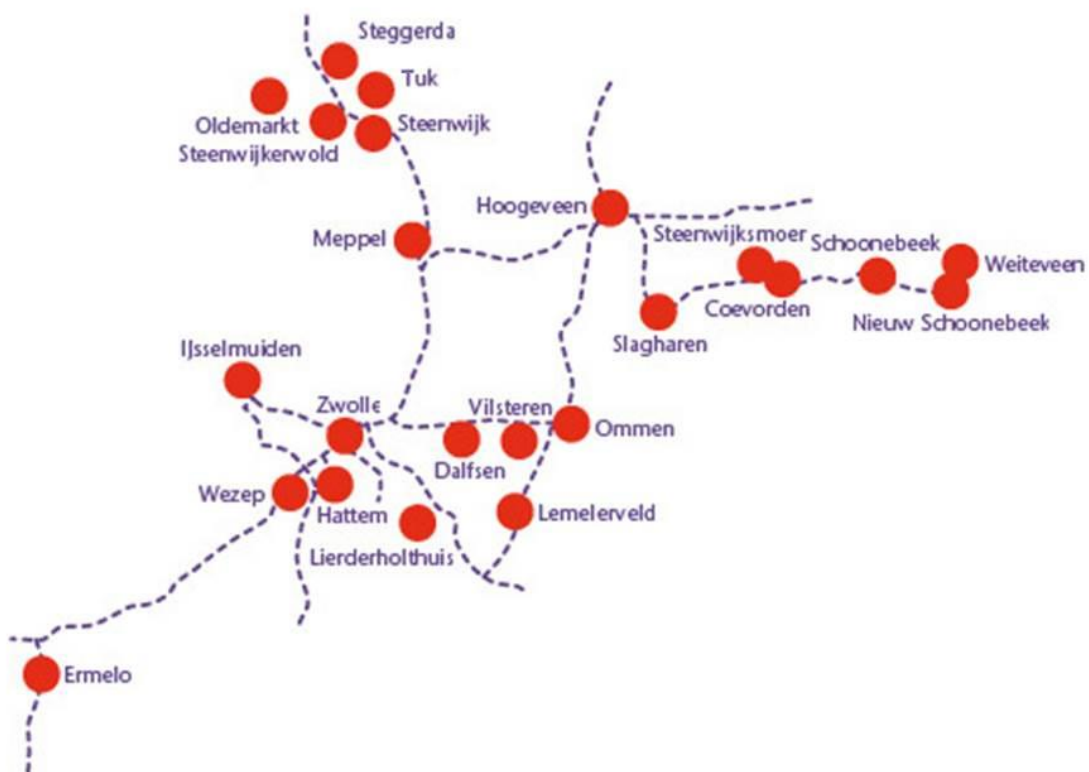 Steggerda
Tuk
Oldemarkt
Steenwijk
Steenwijkerwold
Hoogeveen
Meppel
Steenwijksmoer
Schoonebeek
Weiteveen
Coevorden
Nieuw Schoonebeek
Slagharen
IJsselmuiden
Zwolle
Vilsteren
Ommen
Dalfsen
Wezep
Hattem
Lemelerveld
Lierderholthuis
Ermelo